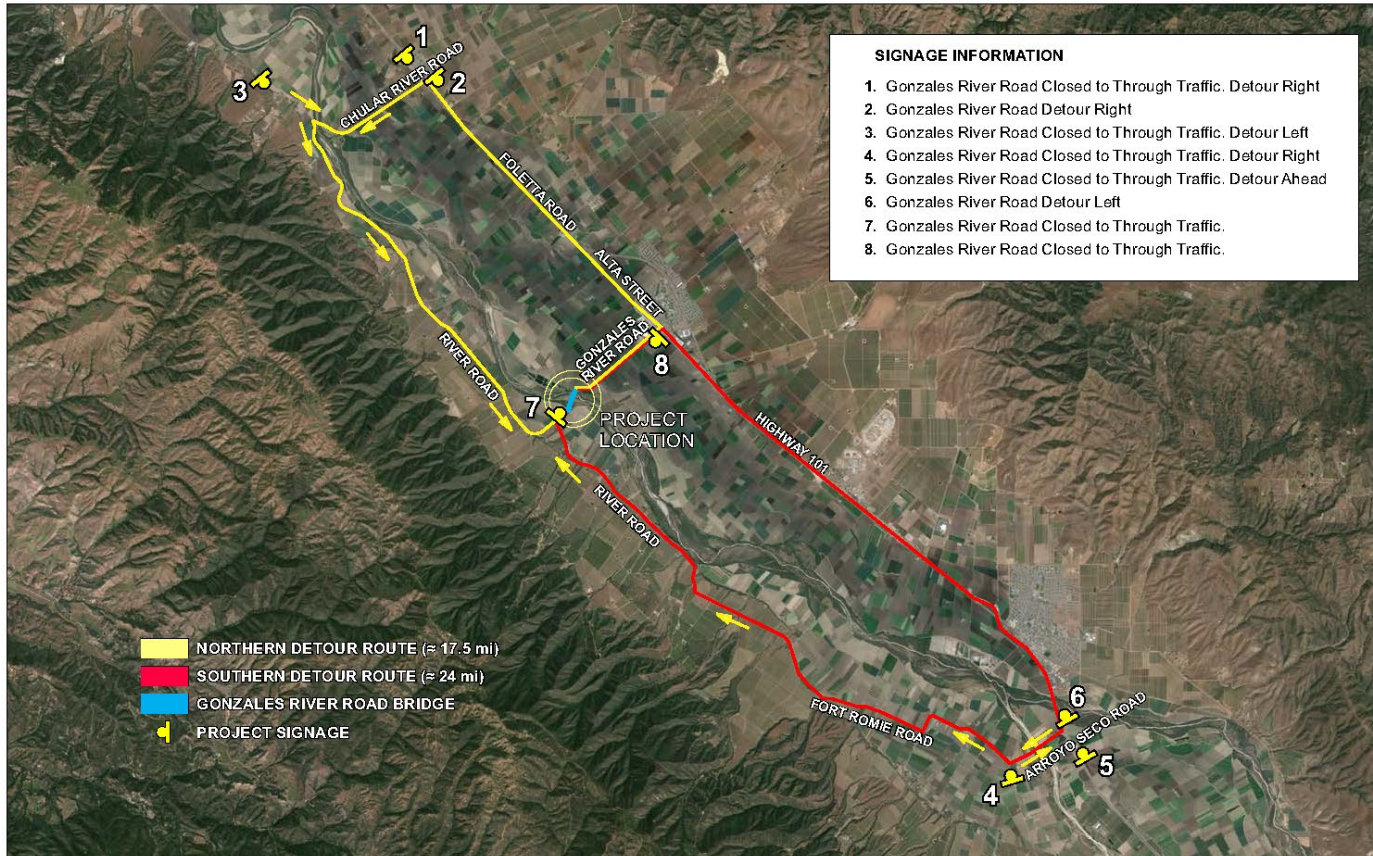 SIGNAGE INFORMATION
1. Gonzales River Road Closed to Through Traffic. Detour Right
2. Gonzales River Road Detour Right
3. Gonzales River Road Closed to Through Traffic. Detour Left
4. Gonzales River Road Closed to Through Traffic. Detour Right
5. Gonzales River Road Closed to Through Traffic. Detour Ahead
6. Gonzales River Road Detour Left
7. Gonzales River Road Closed to Through Traffic.
8. Gonzales River Road Closed to Through Traffic.
1
2
3
CHULAR RIVER ROAD
FOLETTA ROAD
ALTA STREET
GONZALES
RIVER ROAD
8
RIVER ROAD
7
PROJECT
LOCATION
HIGHWAY 101
RIVER ROAD
FORT ROMIE ROAD
6
ARROYO SECO ROAD
5
4
NORTHERN DETOUR ROUTE (≈ 17.5 mi)
SOUTHERN DETOUR ROUTE (≈ 24 mi)
GONZALES RIVER ROAD BRIDGE
PROJECT SIGNAGE